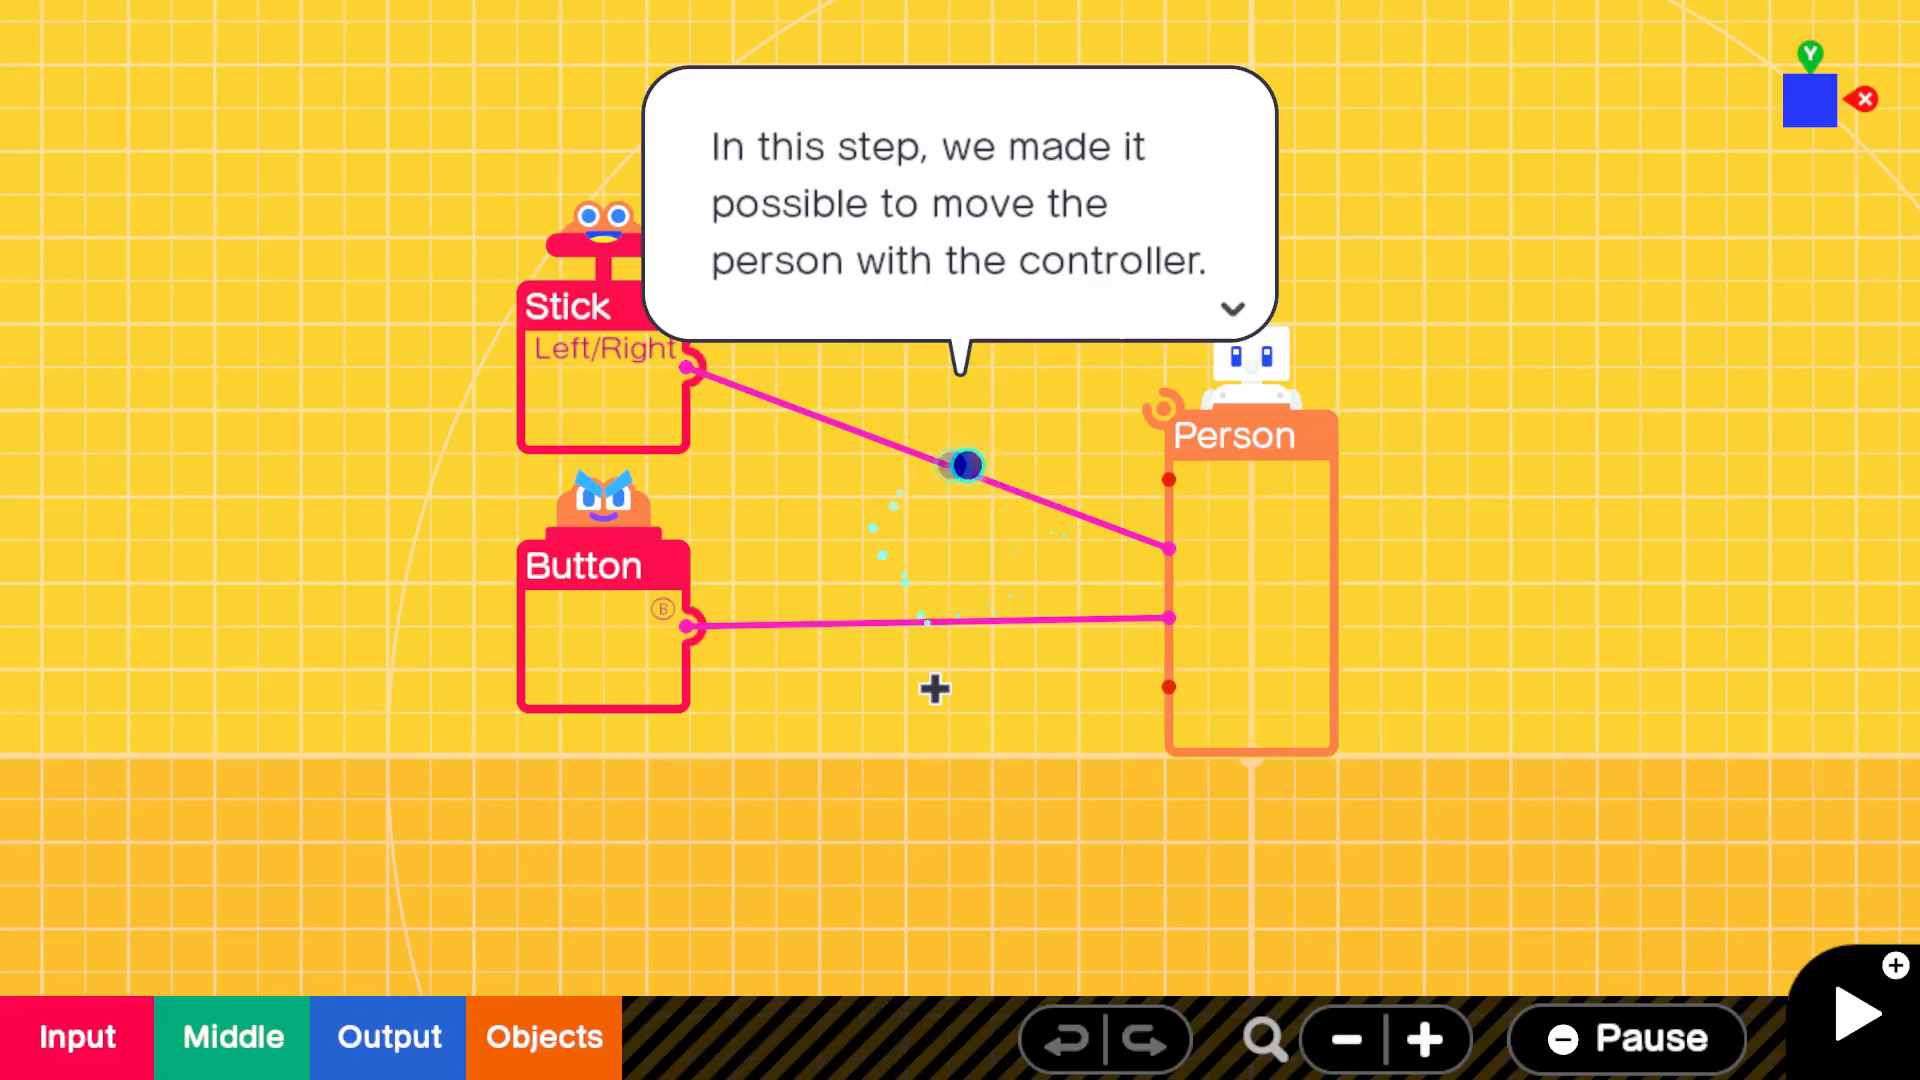 Y
X
In this step, we made it
possible to move the
person with the controller.
Stick
Left/Right
Person
Button
B
Input
Middle
Output
Objects
Pause